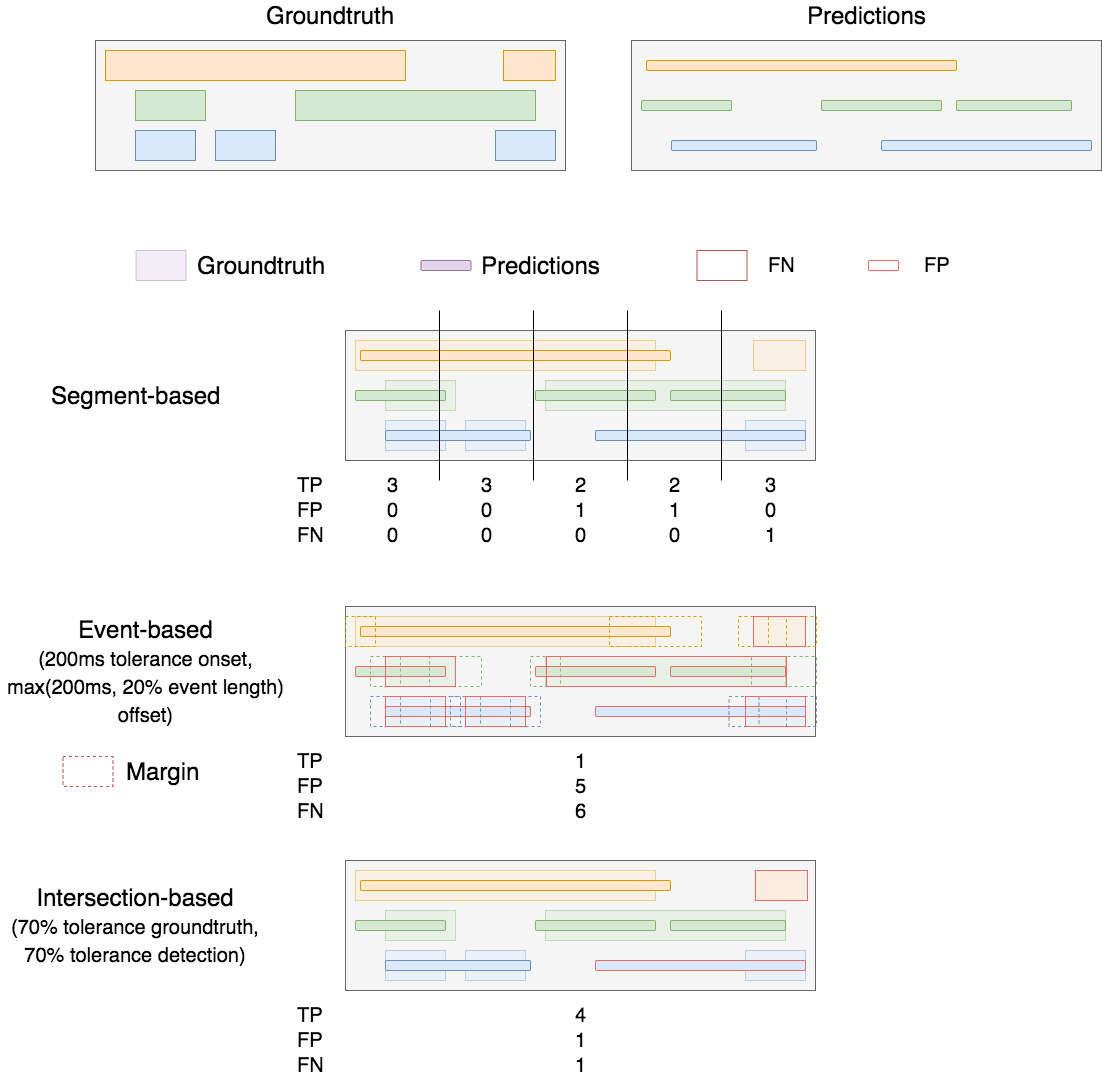 Groundtruth
Predictions
Groundtruth
Predictions
FN
FP
Segment-based
TP 3 3 2 2 3
FP 0 0 1 1 0
FN 0 0 0 0 1
Event-based
(200ms tolerance onset,
max(200ms, 20% event length)
offset)
Margin
TP 1
FP 5
FN 6
Intersection-based
(70% tolerance groundtruth,
70% tolerance detection)
TP 4
FP 1
FN 1